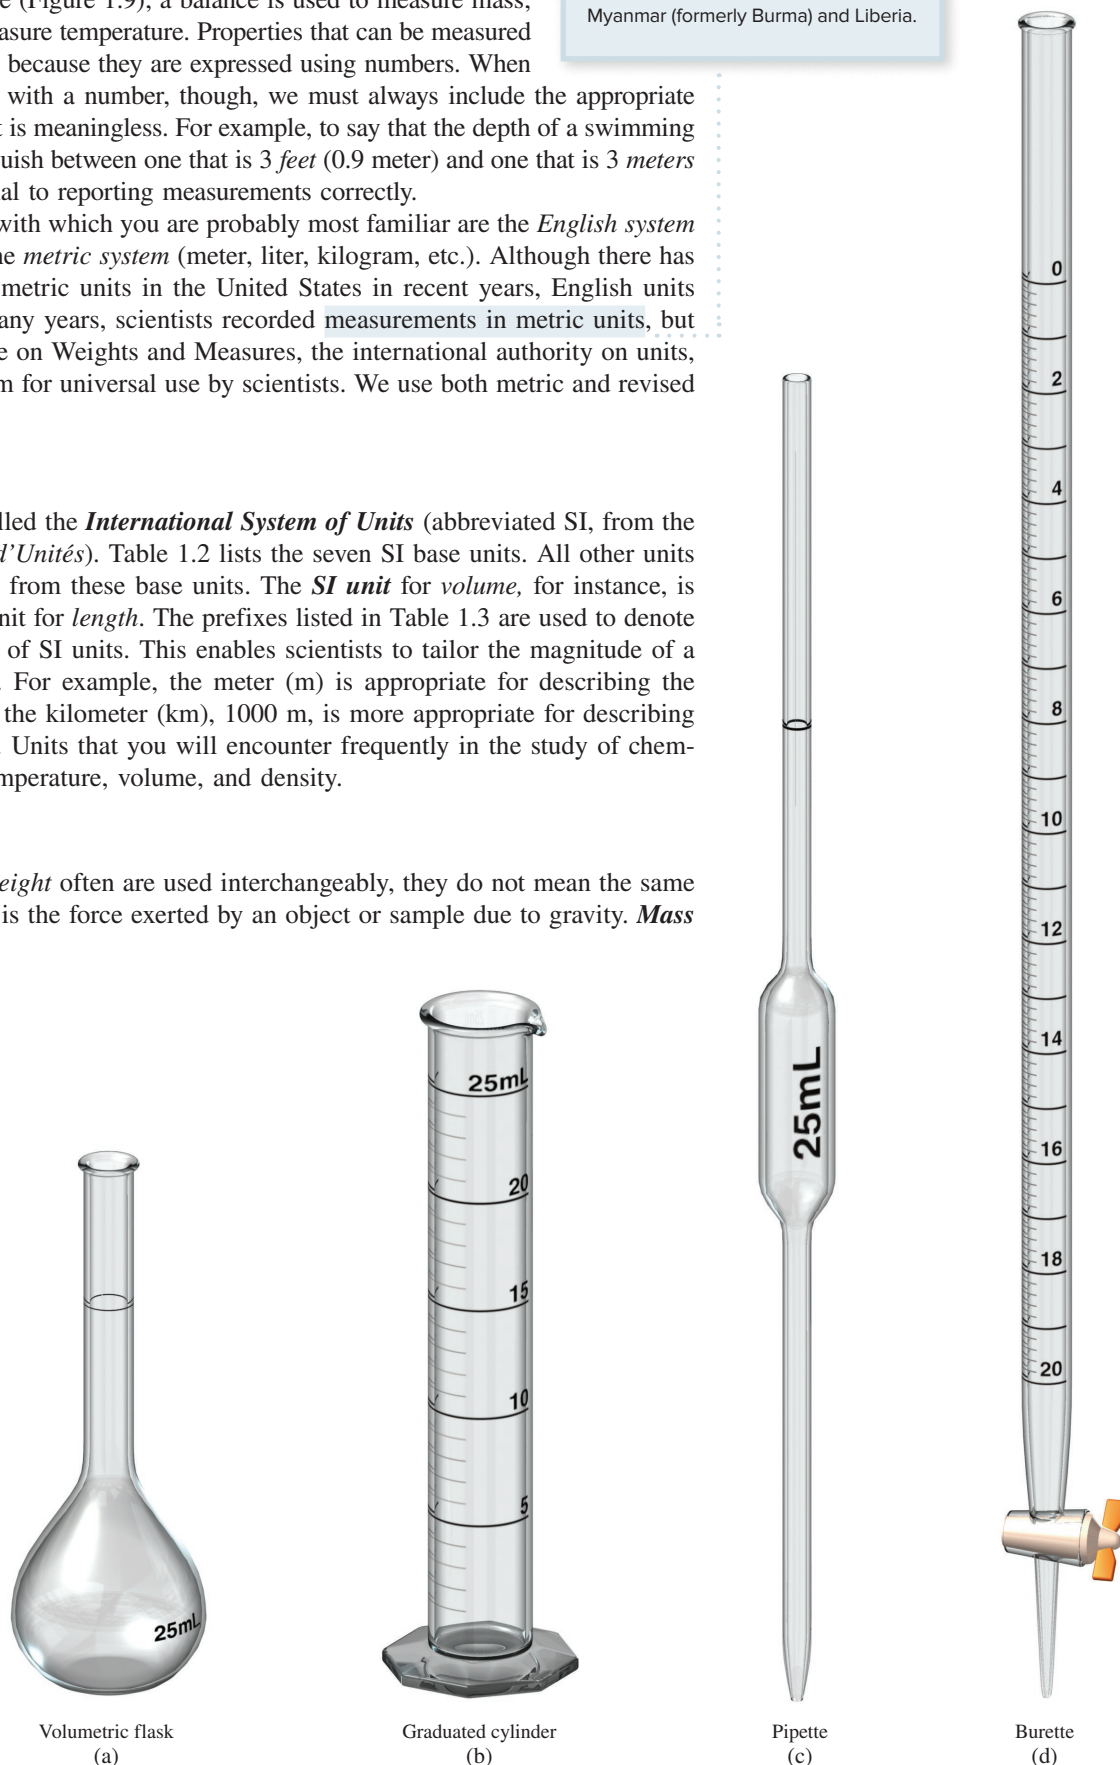 e (Figure 1.9), a balance is used to measure mass,
asure temperature. Properties that can be measured
because they are expressed using numbers. When
with a number, though, we must always include the appropriate
t is meaningless. For example, to say that the depth of a swimming
uish between one that is 3 feet (0.9 meter) and one that is 3 meters
al to reporting measurements correctly.
with which you are probably most familiar are the English system
he metric system (meter, liter, kilogram, etc.). Although there has
metric units in the United States in recent years, English units
any years, scientists recorded measurements in metric units, but
e on Weights and Measures, the international authority on units,
m for universal use by scientists. We use both metric and revised
Myanmar (formerly Burma) and Liberia.
lled the International System of Units (abbreviated SI, from the
d’Unités). Table 1.2 lists the seven SI base units. All other units
from these base units. The SI unit for volume, for instance, is
nit for length. The prefixes listed in Table 1.3 are used to denote
of SI units. This enables scientists to tailor the magnitude of a
. For example, the meter (m) is appropriate for describing the
the kilometer (km), 1000 m, is more appropriate for describing
. Units that you will encounter frequently in the study of chem-
mperature, volume, and density.
eight often are used interchangeably, they do not mean the same
is the force exerted by an object or sample due to gravity. Mass
25mL
25mL
20
15
10
5
25mL
0
2
4
6
8
10
12
14
16
18
20
Volumetric flask
(a)
Graduated cylinder
(b)
Pipette
(c)
Burette
(d)